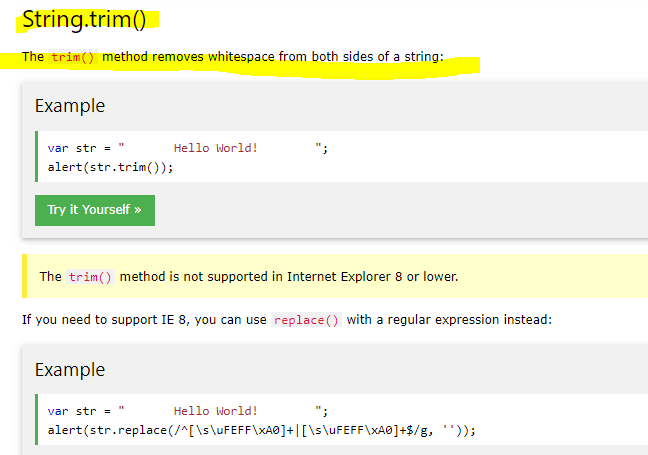 String.trim()
The trim() method removes whitespace from both sides of a string:
Example
var str = "       Hello World!        ";
alert(str.trim());
Try it Yourself »
The trim() method is not supported in Internet Explorer 8 or lower.
If you need to support IE 8, you can use replace() with a regular expression instead:
Example
var str = "       Hello World!        ";
alert(str.replace(/^[\s\uFEFF\xA0]+|[\s\uFEFF\xA0]+$/g, ''));